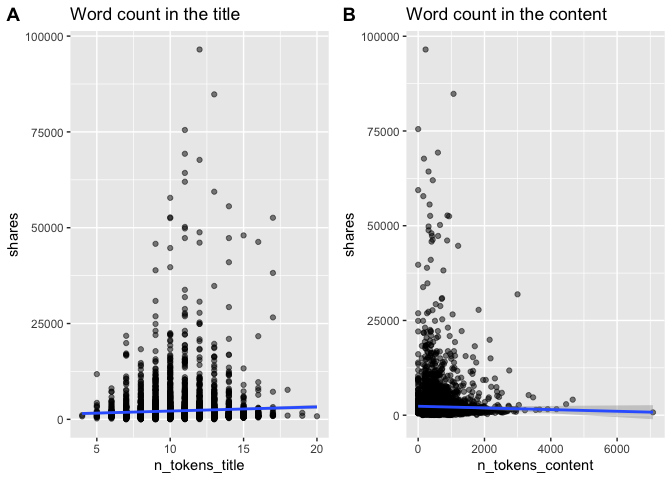 A
Word count in the title
100000
75000
50000
25000
0
shares
5
10
15
20
n_tokens_title
B
Word count in the content
100000
75000
50000
25000
0
shares
0
2000
4000
6000
n_tokens_content